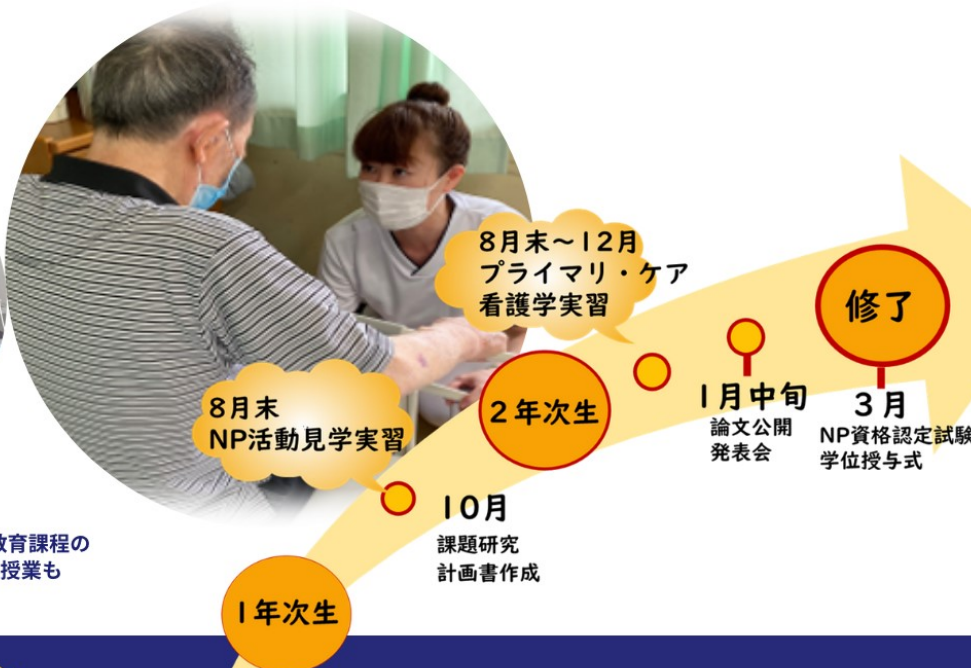 8月末〜12月
プライマリ・ケア
看護学実習
修了
8月末
NP活動見学実習
2年次生
1月中旬
論文公開
発表会
3月
NP資格認定試験
学位授与式
10月
課題研究
計画書作成
教育課程の
授業も
1年次生